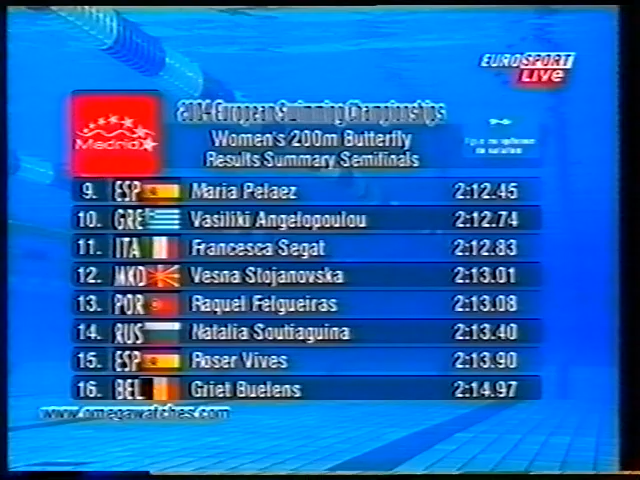 EUROSPORT
LIVE
2004 European Swimming Championships
Madrid
Women's 200m Butterfly
Results Summary Semifinals
9. ESP Maria Pelaez 2:12.45
10. GRE Vasiliki Angelopoulou 2:12.74
11. ITA Francesca Segat 2:12.83
12. MKD Vesna Stojanovska 2:13.01
13. POR Raquel Felgueiras 2:13.08
14. RUS Natalia Soutiaguina 2:13.40
15. ESP Roser Vives 2:13.90
16. BEL Griet Buelens 2:14.97
www.omegawatches.com